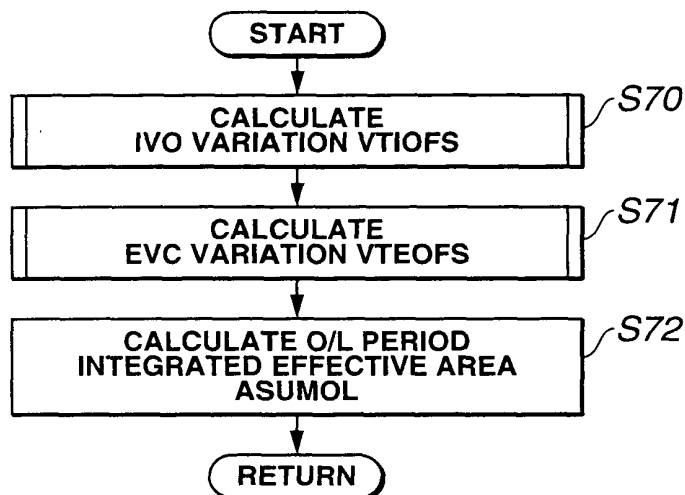 START
CALCULATE
IVO VARIATION VTIOFS
S70
CALCULATE
EVC VARIATION VTEOFS
S71
CALCULATE O/L PERIOD
INTEGRATED EFFECTIVE AREA
ASUMOL
S72
RETURN